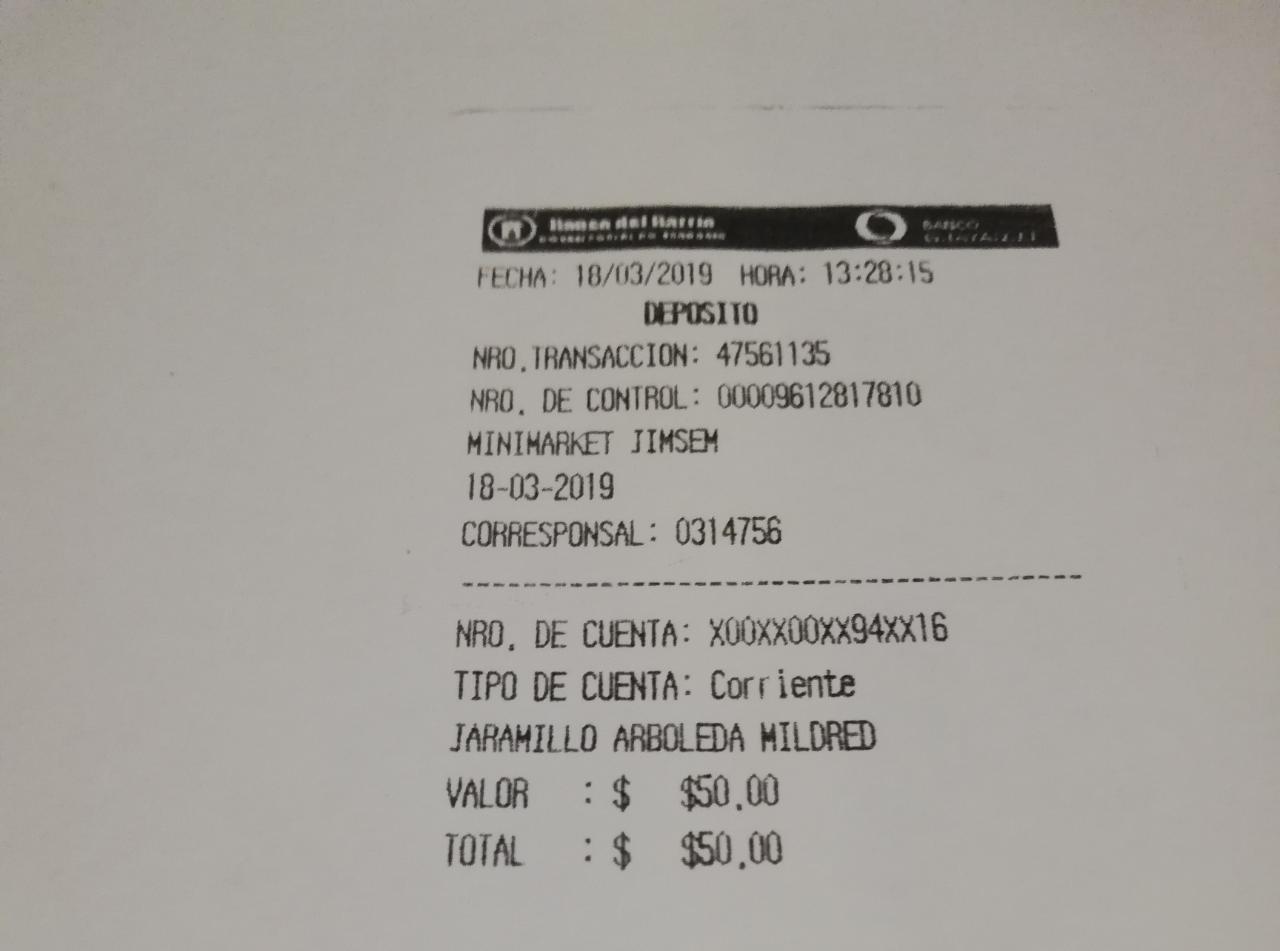 Banco del Barrio BANCO GUAYAQUIL
FECHA: 18/03/2019 HORA: 13:28:15
DEPOSITO
NRO.TRANSACCION: 47561135
NRO. DE CONTROL: 00009612817810
MINIMARKET JIMSEM
18-03-2019
CORRESPONSAL: 0314756
NRO. DE CUENTA: X00XX00XX94XX16
TIPO DE CUENTA: Corriente
JARAMILLO ARBOLEDA MILDRED
VALOR : $ $50.00
TOTAL : $ $50.00